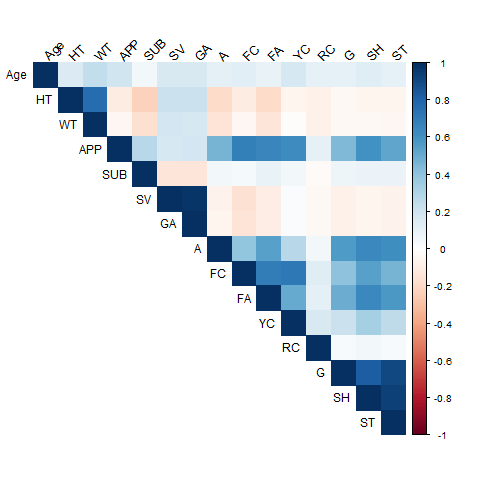 Age HT WT APP SUB SV GA A FC FA YC RC G SH ST
Age
HT
WT
APP
SUB
SV
GA
A
FC
FA
YC
RC
G
SH
ST
1
0.8
0.6
0.4
0.2
0
-0.2
-0.4
-0.6
-0.8
-1